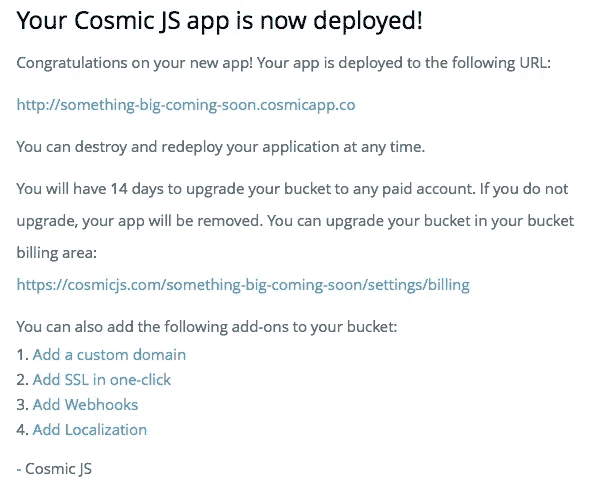 Your Cosmic JS app is now deployed!
Congratulations on your new app! Your app is deployed to the following URL:
http://something-big-coming-soon.cosmicapp.co
You can destroy and redeploy your application at any time.
You will have 14 days to upgrade your bucket to any paid account. If you do not
upgrade, your app will be removed. You can upgrade your bucket in your bucket
billing area:
https://cosmicjs.com/something-big-coming-soon/settings/billing
You can also add the following add-ons to your bucket:
1. Add a custom domain
2. Add SSL in one-click
3. Add Webhooks
4. Add Localization
- Cosmic JS